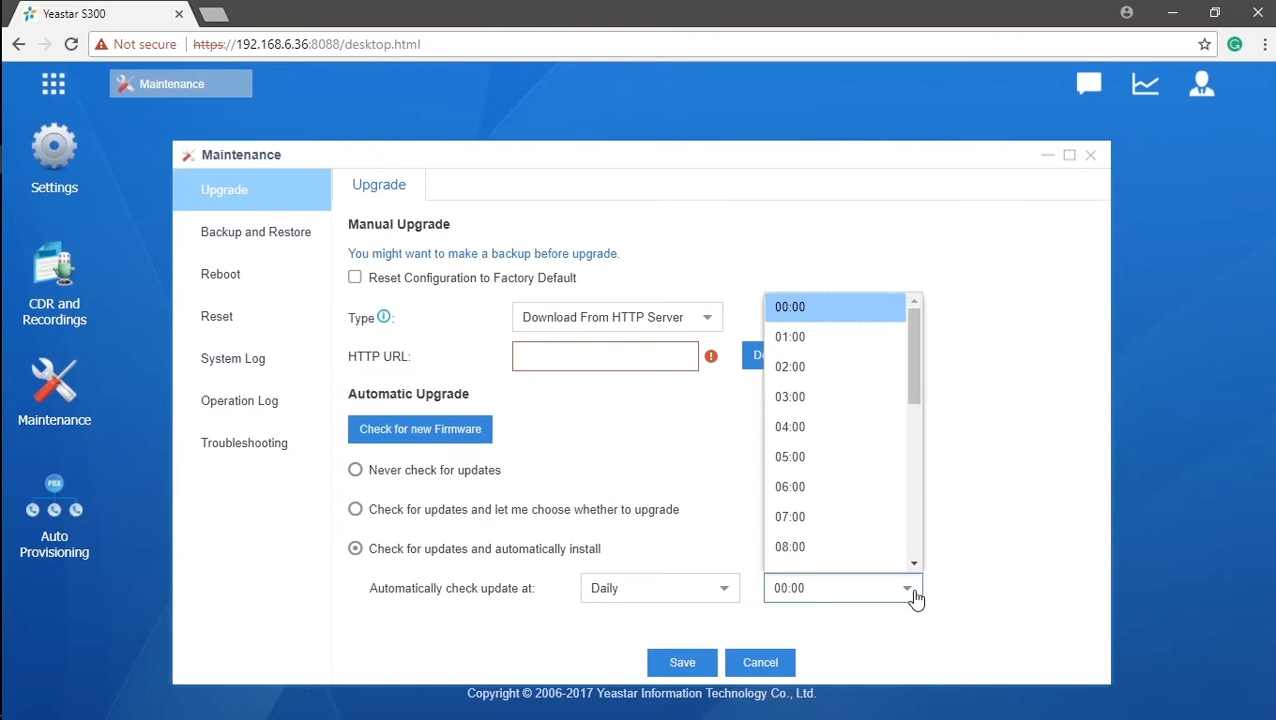 Yeastar S300
Not secure | https://192.168.6.36:8088/desktop.html
Maintenance
Settings
CDR and
Recordings
Maintenance
PBX
Auto
Provisioning
Maintenance
Upgrade
Backup and Restore
Reboot
Reset
System Log
Operation Log
Troubleshooting
Upgrade
Manual Upgrade
You might want to make a backup before upgrade.
Reset Configuration to Factory Default
Type i: Download From HTTP Server
HTTP URL: !
Automatic Upgrade
Check for new Firmware
Never check for updates
Check for updates and let me choose whether to upgrade
Check for updates and automatically install
Automatically check update at: Daily 00:00
00:00
01:00
02:00
03:00
04:00
05:00
06:00
07:00
08:00
Save Cancel
Copyright © 2006-2017 Yeastar Information Technology Co., Ltd.